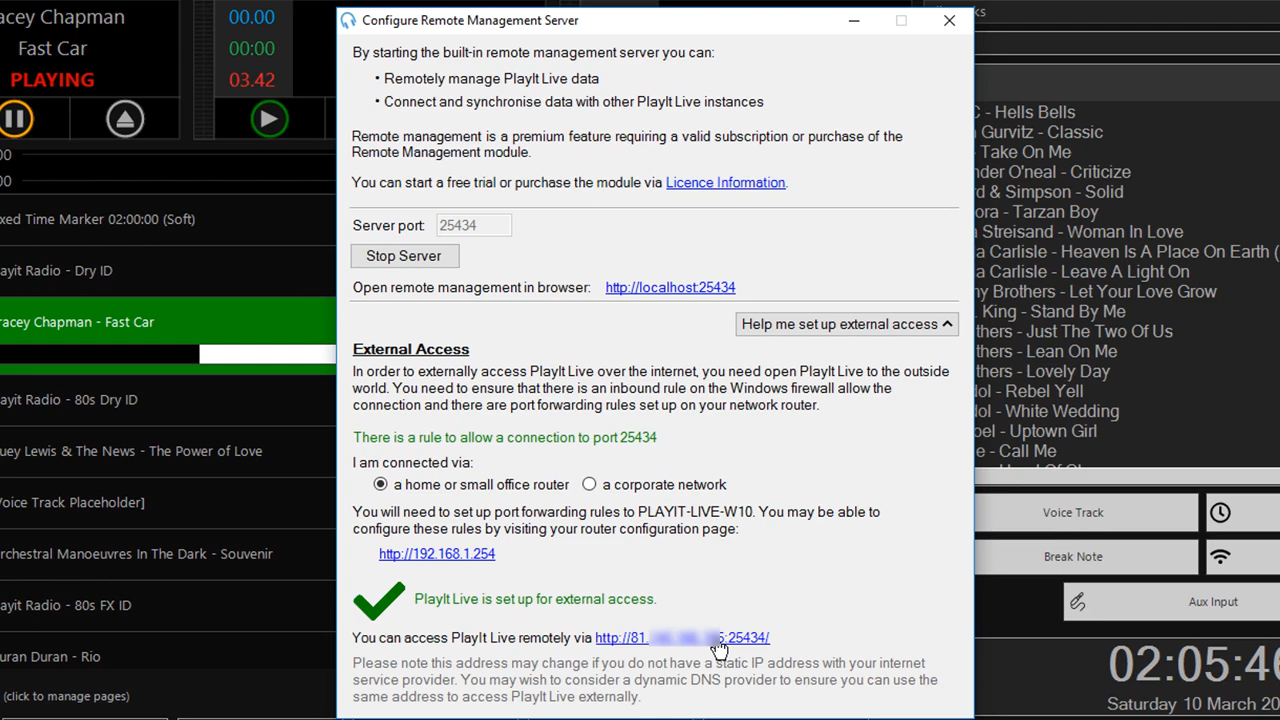 acey Chapman
Fast Car
PLAYING
00.00
00:00
03.42
Configure Remote Management Server
By starting the built-in remote management server you can:
• Remotely manage PlayIt Live data
• Connect and synchronise data with other PlayIt Live instances
Remote management is a premium feature requiring a valid subscription or purchase of the
Remote Management module.
You can start a free trial or purchase the module via Licence Information.
Server port: 25434
Stop Server
Open remote management in browser: http://localhost:25434
Help me set up external access
External Access
In order to externally access PlayIt Live over the internet, you need open PlayIt Live to the outside
world. You need to ensure that there is an inbound rule on the Windows firewall allow the
connection and there are port forwarding rules set up on your network router.
There is a rule to allow a connection to port 25434
I am connected via:
a home or small office router a corporate network
You will need to set up port forwarding rules to PLAYIT-LIVE-W10. You may be able to
configure these rules by visiting your router configuration page:
http://192.168.1.254
PlayIt Live is set up for external access.
You can access PlayIt Live remotely via http://81. 5:25434/
Please note this address may change if you do not have a static IP address with your internet
service provider. You may wish to consider a dynamic DNS provider to ensure you can use the
same address to access PlayIt Live externally.
00
00
xed Time Marker 02:00:00 (Soft)
ayit Radio - Dry ID
racey Chapman - Fast Car
ayit Radio - 80s Dry ID
uey Lewis & The News - The Power of Love
Voice Track Placeholder]
rchestral Manoeuvres In The Dark - Souvenir
ayit Radio - 80s FX ID
uran Duran - Rio
(click to manage pages)
ks
C - Hells Bells
Gurvitz - Classic
Take On Me
nder O'neal - Criticize
rd & Simpson - Solid
ora - Tarzan Boy
a Streisand - Woman In Love
a Carlisle - Heaven Is A Place On Earth (
a Carlisle - Leave A Light On
ny Brothers - Let Your Love Grow
. King - Stand By Me
thers - Just The Two Of Us
thers - Lean On Me
thers - Lovely Day
dol - Rebel Yell
dol - White Wedding
oel - Uptown Girl
e - Call Me
Voice Track
Break Note
Aux Input
02:05:46
Saturday 10 March 20